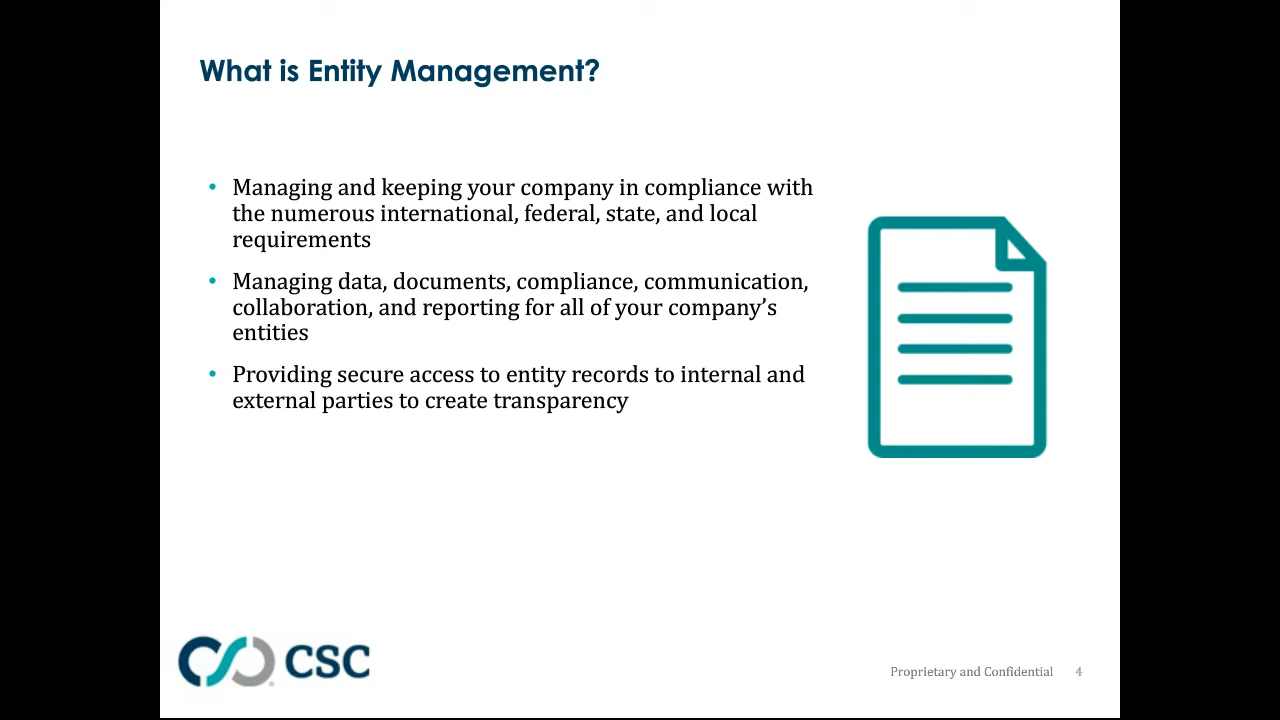 What is Entity Management?
• Managing and keeping your company in compliance with
the numerous international, federal, state, and local
requirements
• Managing data, documents, compliance, communication,
collaboration, and reporting for all of your company’s
entities
• Providing secure access to entity records to internal and
external parties to create transparency
CSC
Proprietary and Confidential 4